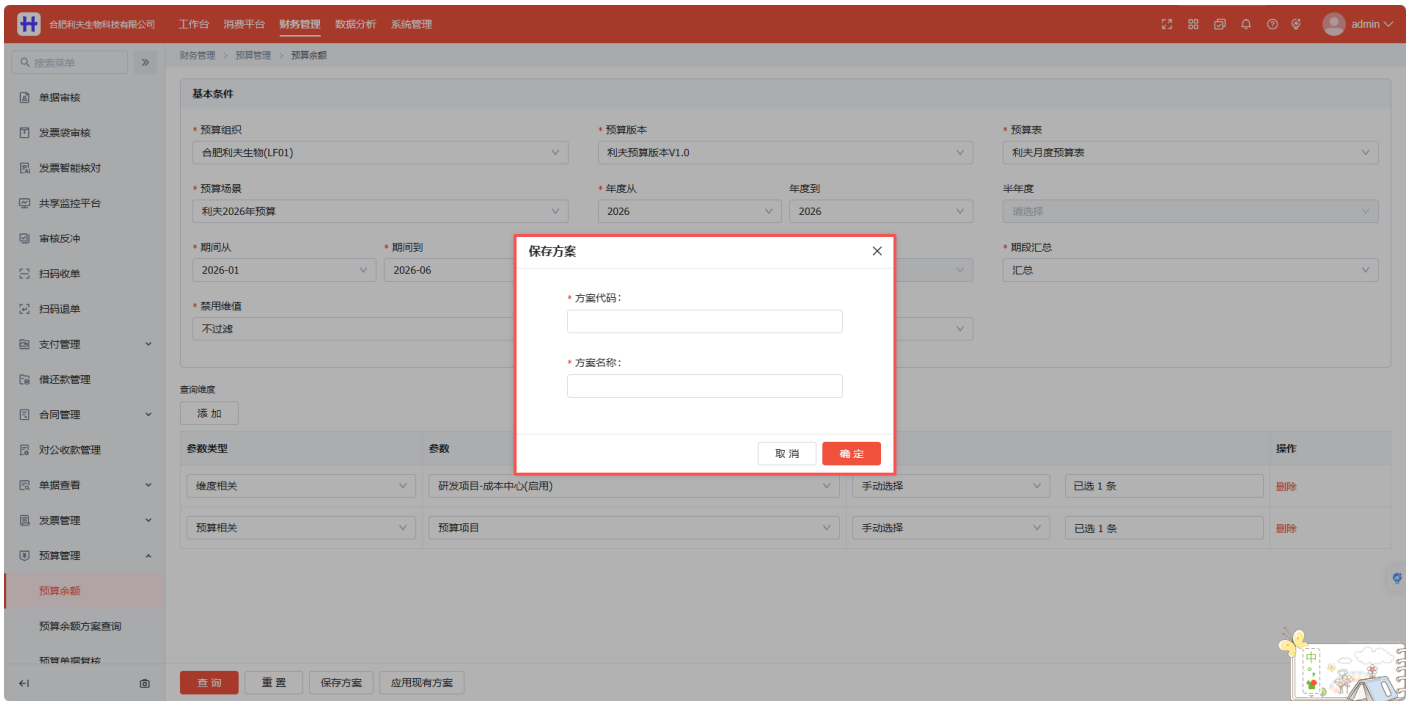 合肥利夫生物科技有限公司 工作台 消费平台 财务管理 数据分析 系统管理 admin
搜索菜单
财务管理 > 预算管理 > 预算余额
单据审核
发票袋审核
发票智能核对
共享监控平台
审核反冲
扫码收单
扫码退单
支付管理
借还款管理
合同管理
对公收款管理
单据查看
发票管理
预算管理
预算余额
预算余额方案查询
预算单据复核
基本条件
* 预算组织 * 预算版本 * 预算表
合肥利夫生物(LF01) 利夫预算版本V1.0 利夫月度预算表
* 预算场景 * 年度从 年度到 半年度
利夫2026年预算 2026 2026 请选择
* 期间从 * 期间到 * 期段汇总
2026-01 2026-06 汇总
* 禁用维值
不过滤
保存方案
* 方案代码:
* 方案名称:
取 消 确 定
查询维度
添 加
参数类型 参数 操作
维度相关 研发项目-成本中心(启用) 手动选择 已选 1 条 删除
预算相关 预算项目 手动选择 已选 1 条 删除
查 询 重 置 保存方案 应用现有方案
中